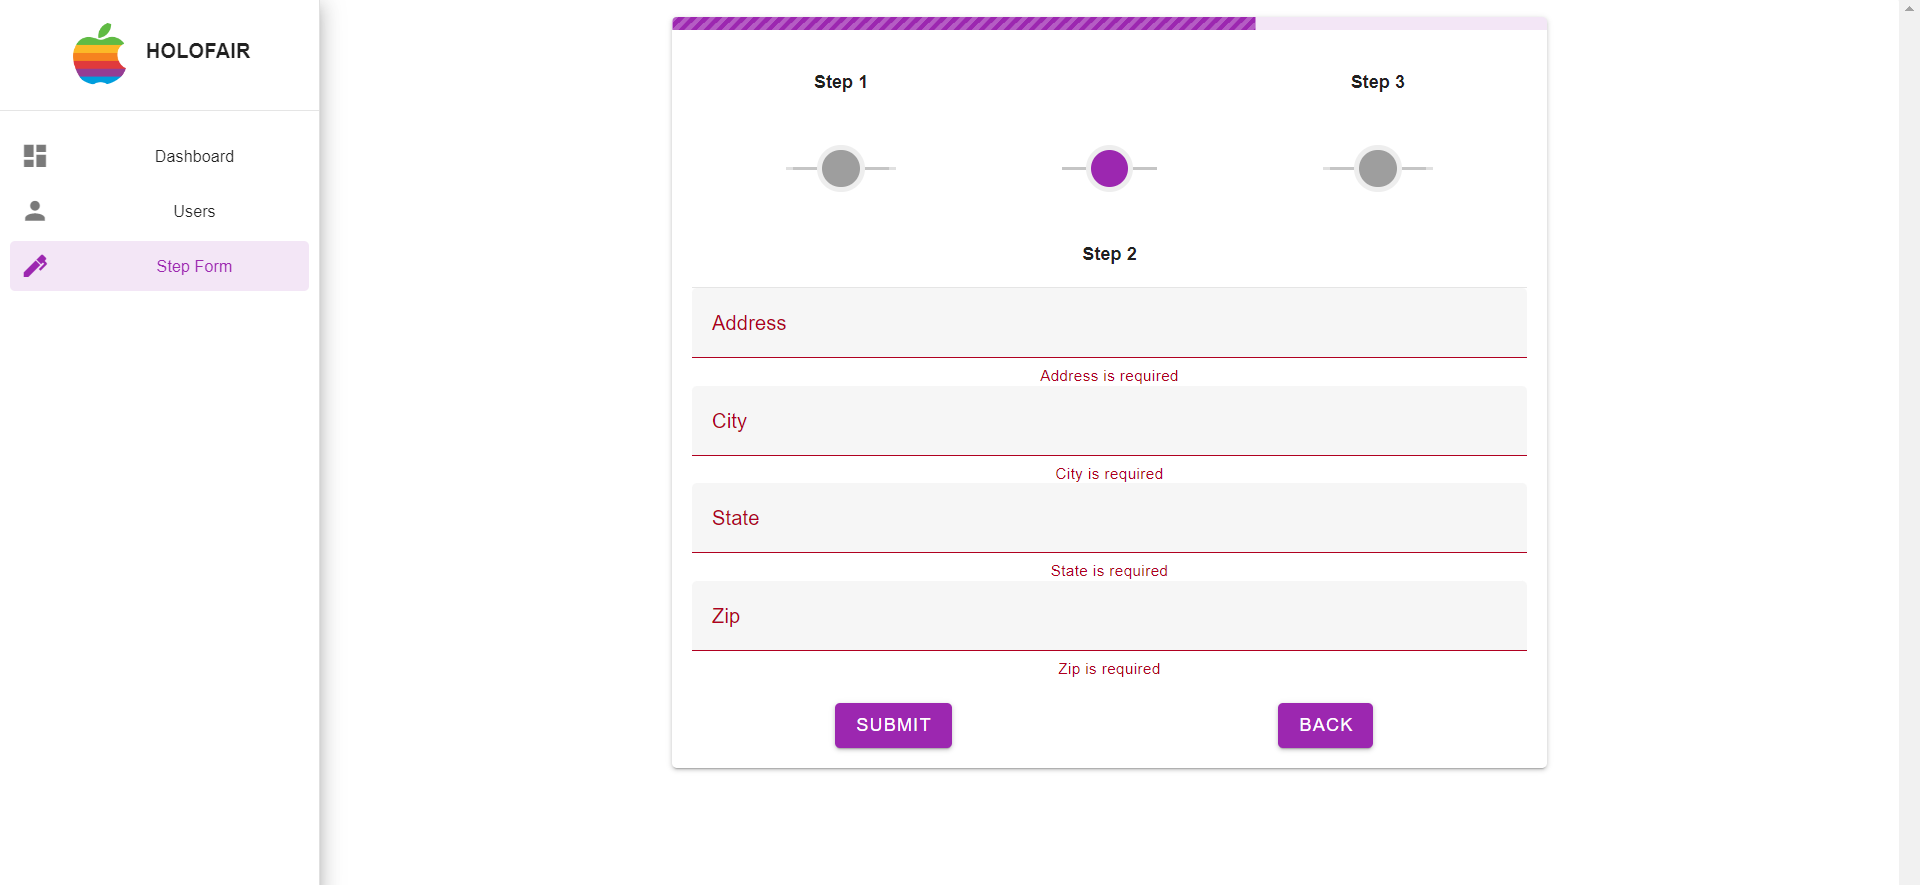 HOLOFAIR
Dashboard
Users
Step Form
Step 1
Step 3
Step 2
Address
Address is required
City
City is required
State
State is required
Zip
Zip is required
SUBMIT
BACK